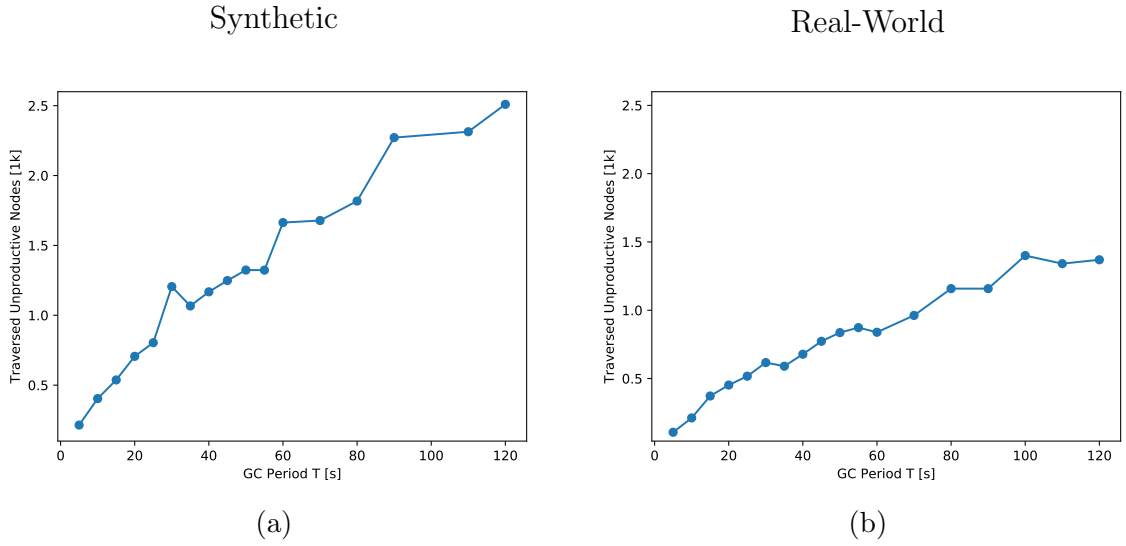 Synthetic
2.5
2.0
1.5
1.0
0.5
Traversed Unproductive Nodes [1k]
0 20 40 60 80 100 120
GC Period T [s]
(a)
Real-World
2.5
2.0
1.5
1.0
0.5
Traversed Unproductive Nodes [1k]
0 20 40 60 80 100 120
GC Period T [s]
(b)